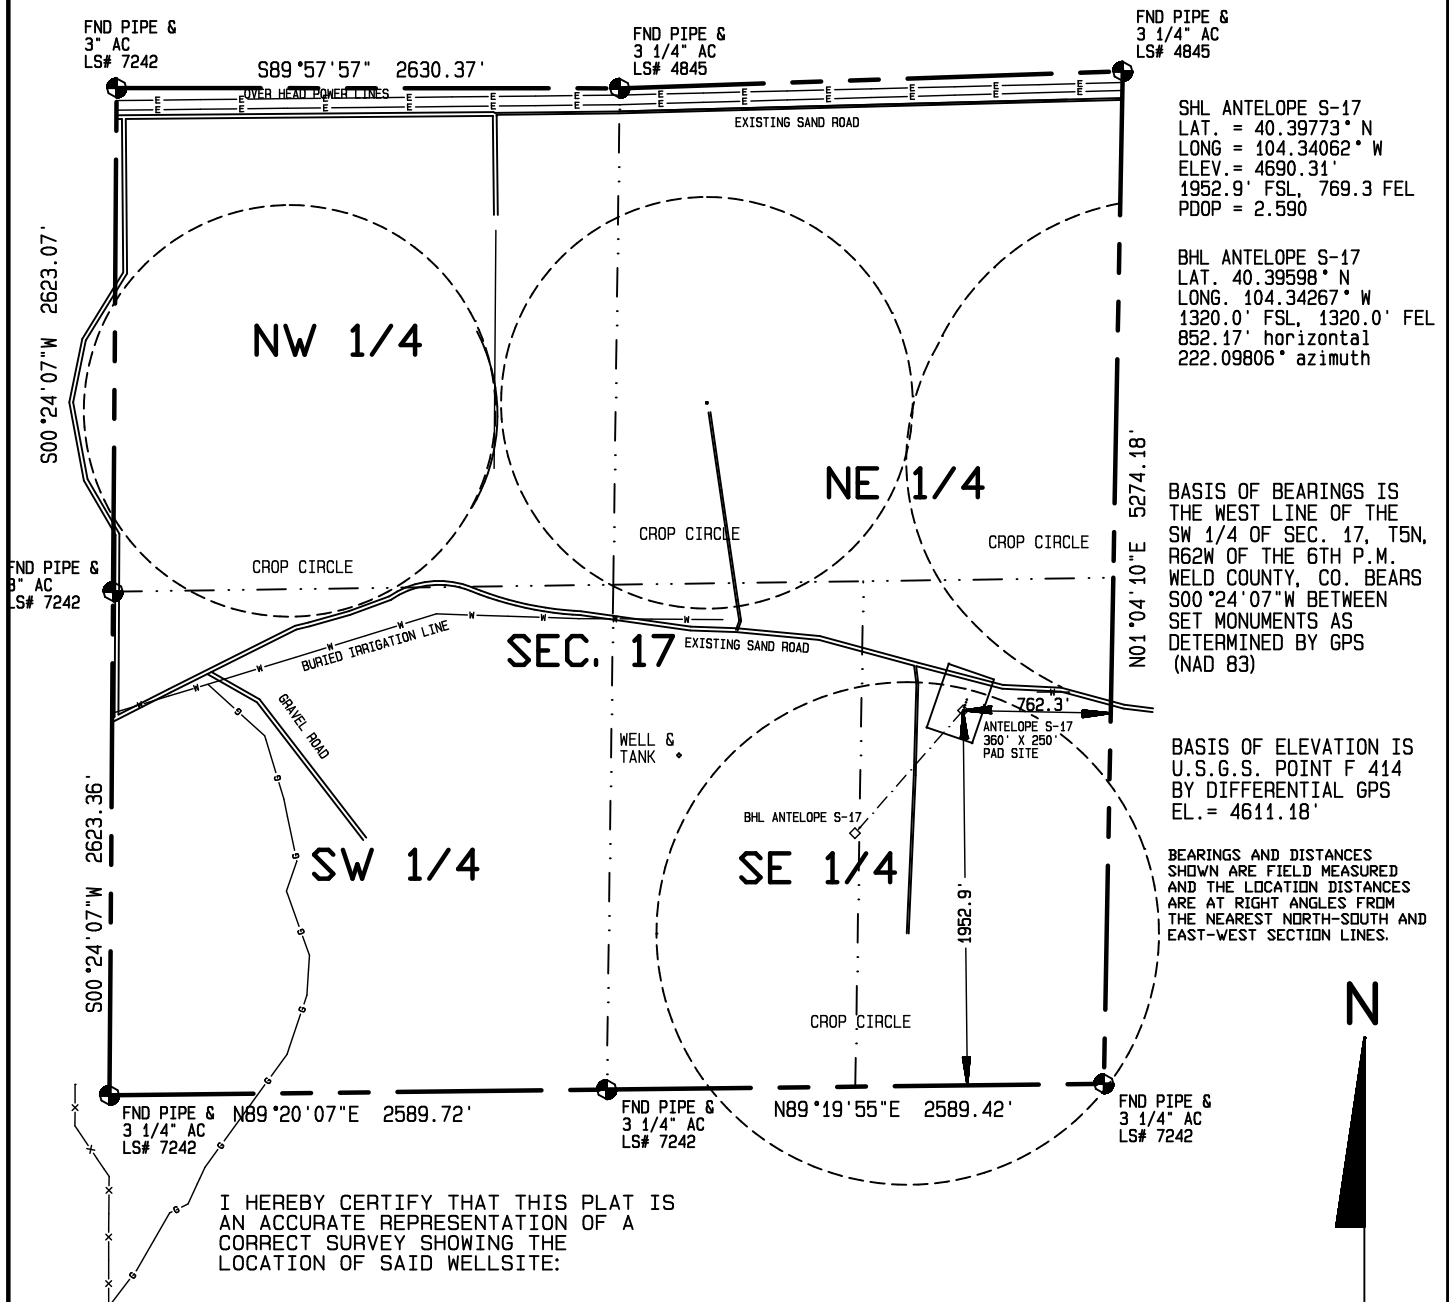 FND PIPE &
3" AC
LS# 7242
FND PIPE &
3 1/4" AC
LS# 4845
FND PIPE &
3 1/4" AC
LS# 4845
S89°57'57" 2630.37'
OVER HEAD POWER LINES
EXISTING SAND ROAD
SHL ANTELOPE S-17
LAT. = 40.39773° N
LONG = 104.34062° W
ELEV.= 4690.31'
1952.9' FSL, 769.3 FEL
PDOP = 2.590
BHL ANTELOPE S-17
LAT. 40.39598° N
LONG. 104.34267° W
1320.0' FSL, 1320.0' FEL
852.17' horizontal
222.09806° azimuth
S00°24'07"W 2623.07'
NW 1/4
NE 1/4
CROP CIRCLE
CROP CIRCLE
CROP CIRCLE
N01°04'10"E 5274.18'
BASIS OF BEARINGS IS
THE WEST LINE OF THE
SW 1/4 OF SEC. 17, T5N,
R62W OF THE 6TH P.M.
WELD COUNTY, CO. BEARS
S00°24'07"W BETWEEN
SET MONUMENTS AS
DETERMINED BY GPS
(NAD 83)
FND PIPE &
3" AC
LS# 7242
BURIED IRRIGATION LINE
SEC. 17
EXISTING SAND ROAD
GRAVEL ROAD
WELL &
TANK
762.3'
ANTELOPE S-17
360' X 250'
PAD SITE
BASIS OF ELEVATION IS
U.S.G.S. POINT F 414
BY DIFFERENTIAL GPS
EL.= 4611.18'
BHL ANTELOPE S-17
S00°24'07"W 2623.36'
SW 1/4
SE 1/4
1952.9'
BEARINGS AND DISTANCES
SHOWN ARE FIELD MEASURED
AND THE LOCATION DISTANCES
ARE AT RIGHT ANGLES FROM
THE NEAREST NORTH-SOUTH AND
EAST-WEST SECTION LINES.
CROP CIRCLE
N
FND PIPE &
3 1/4" AC
LS# 7242
N89°20'07"E 2589.72'
FND PIPE &
3 1/4" AC
LS# 7242
N89°19'55"E 2589.42'
FND PIPE &
3 1/4" AC
LS# 7242
I HEREBY CERTIFY THAT THIS PLAT IS
AN ACCURATE REPRESENTATION OF A
CORRECT SURVEY SHOWING THE
LOCATION OF SAID WELLSITE: